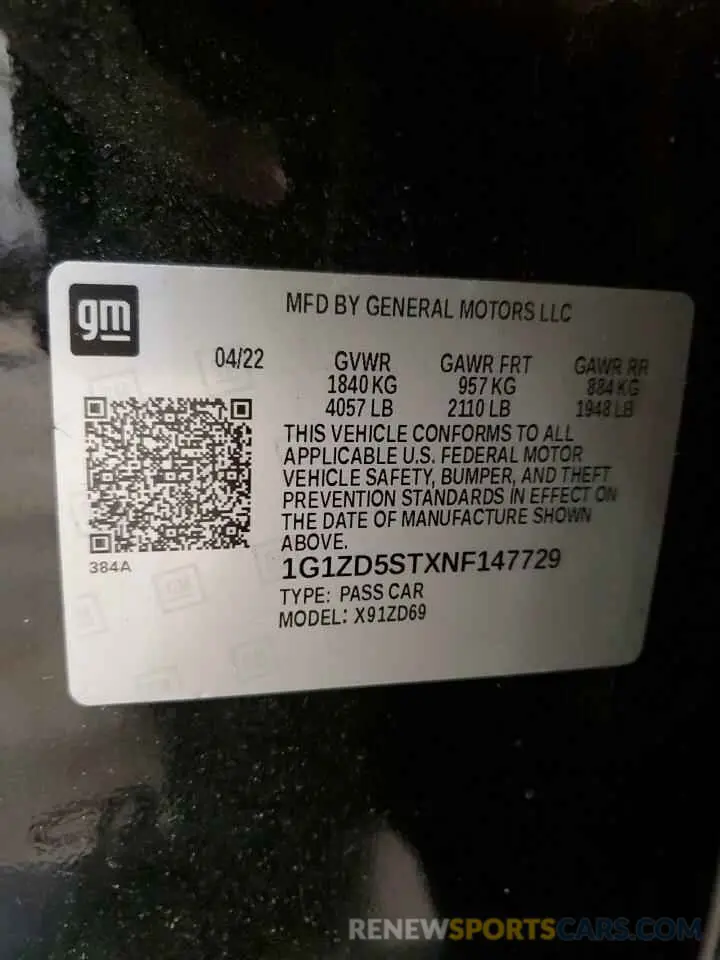 gm
MFD BY GENERAL MOTORS LLC
04/22 GVWR GAWR FRT GAWR RR
1840 KG 957 KG 884 KG
4057 LB 2110 LB 1948 LB
THIS VEHICLE CONFORMS TO ALL
APPLICABLE U.S. FEDERAL MOTOR
VEHICLE SAFETY, BUMPER, AND THEFT
PREVENTION STANDARDS IN EFFECT ON
THE DATE OF MANUFACTURE SHOWN
ABOVE.
384A
1G1ZD5STXNF147729
TYPE: PASS CAR
MODEL: X91ZD69
RENEWSPORTSCARS.COM